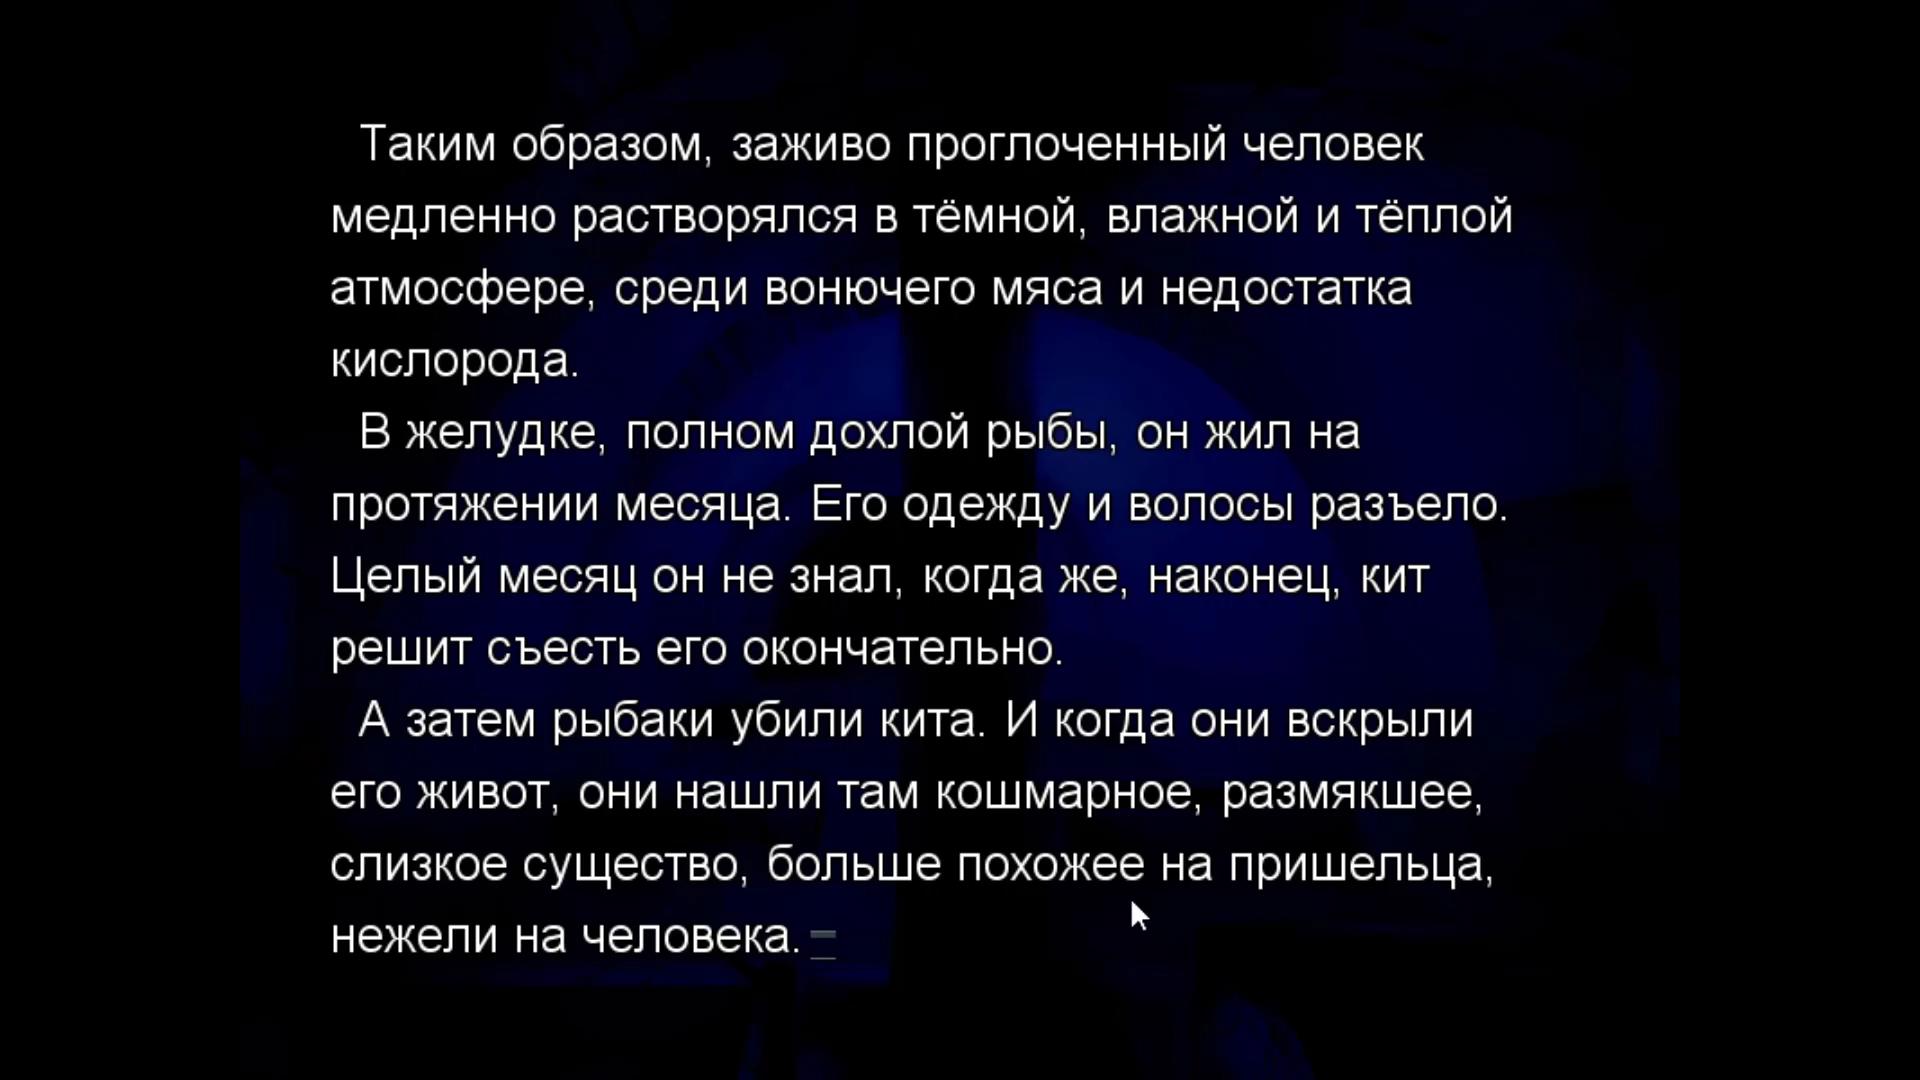 Таким образом, заживо проглоченный человек
медленно растворялся в тёмной, влажной и тёплой
атмосфере, среди вонючего мяса и недостатка
кислорода.
В желудке, полном дохлой рыбы, он жил на
протяжении месяца. Его одежду и волосы разъело.
Целый месяц он не знал, когда же, наконец, кит
решит съесть его окончательно.
А затем рыбаки убили кита. И когда они вскрыли
его живот, они нашли там кошмарное, размякшее,
слизкое существо, больше похожее на пришельца,
нежели на человека.